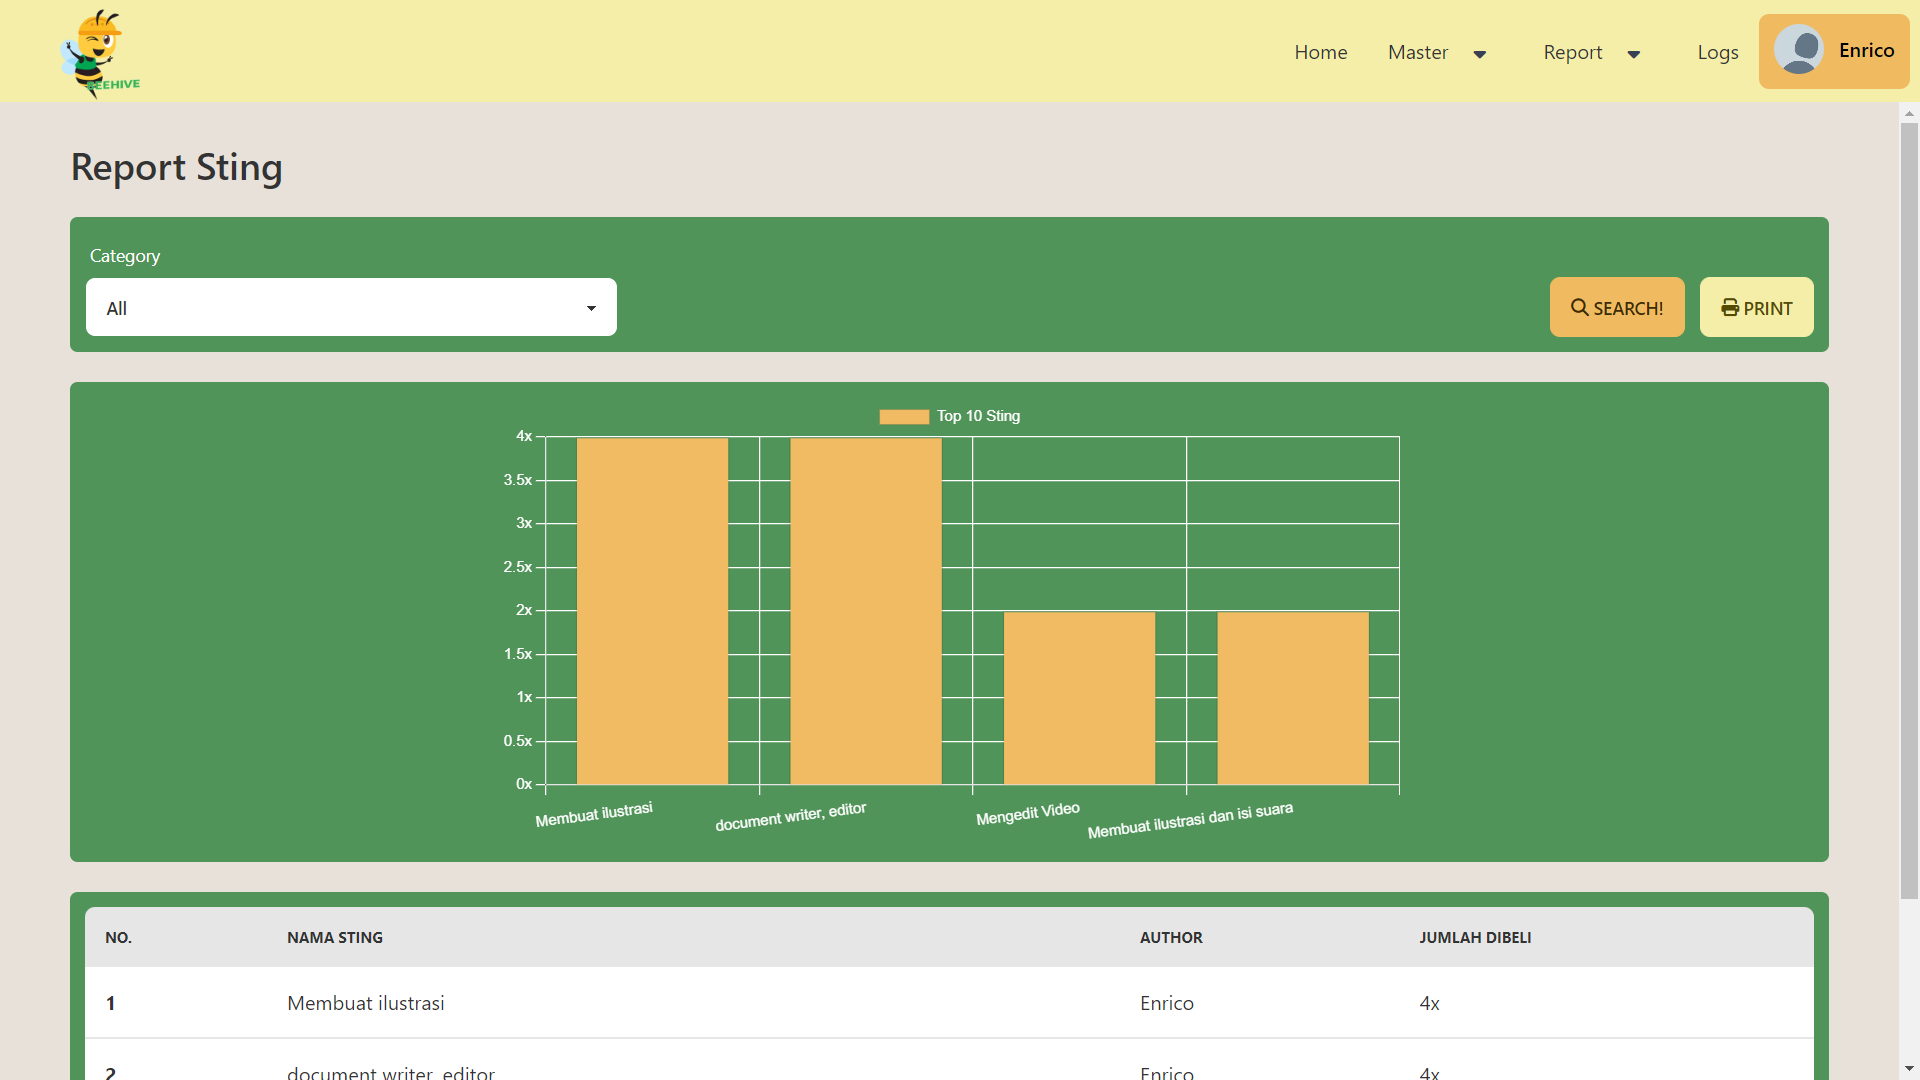 BEEHIVE
Home Master Report Logs Enrico
Report Sting
Category
All
SEARCH! PRINT
Top 10 Sting
4x
3.5x
3x
2.5x
2x
1.5x
1x
0.5x
0x
Membuat ilustrasi document writer, editor Mengedit Video Membuat ilustrasi dan isi suara
NO. NAMA STING AUTHOR JUMLAH DIBELI
1 Membuat ilustrasi Enrico 4x
2 document writer, editor Enrico 4x